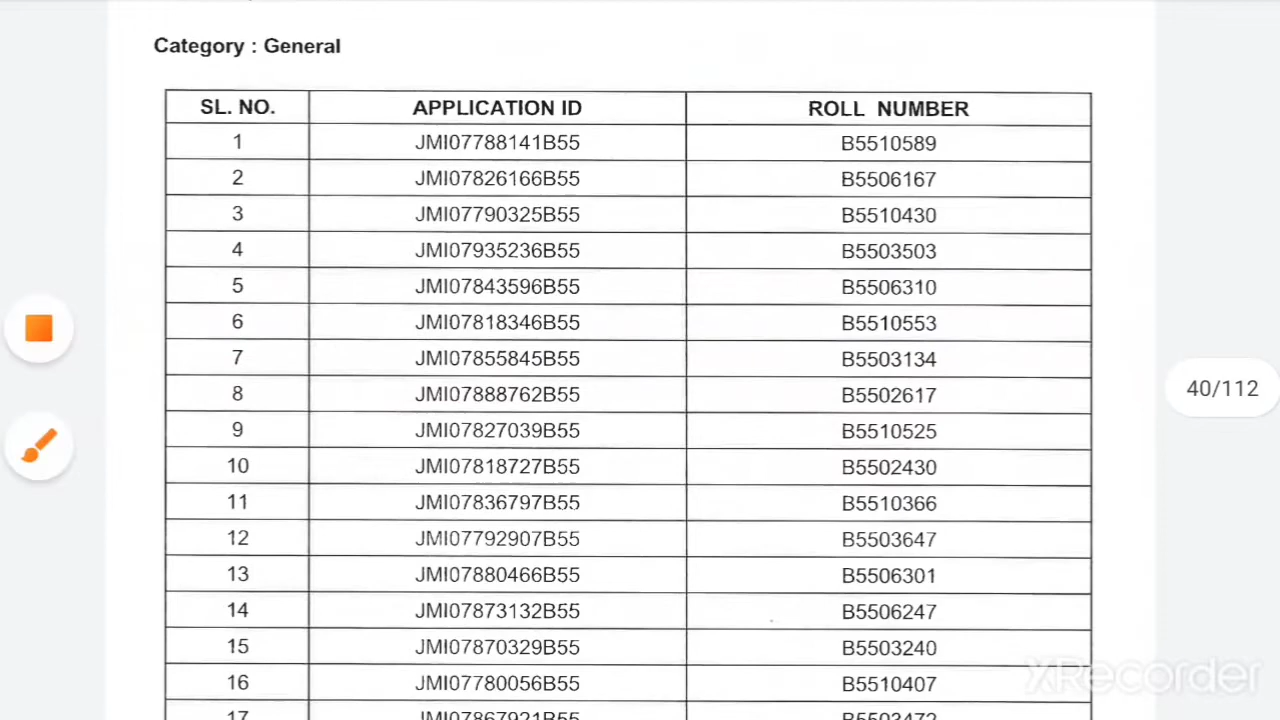 Category : General
SL. NO. APPLICATION ID ROLL NUMBER
1 JMI07788141B55 B5510589
2 JMI07826166B55 B5506167
3 JMI07790325B55 B5510430
4 JMI07935236B55 B5503503
5 JMI07843596B55 B5506310
6 JMI07818346B55 B5510553
7 JMI07855845B55 B5503134
8 JMI07888762B55 B5502617
9 JMI07827039B55 B5510525
10 JMI07818727B55 B5502430
11 JMI07836797B55 B5510366
12 JMI07792907B55 B5503647
13 JMI07880466B55 B5506301
14 JMI07873132B55 B5506247
15 JMI07870329B55 B5503240
16 JMI07780056B55 B5510407
17 JMI07867921B55 B5503472
40/112
XRecorder